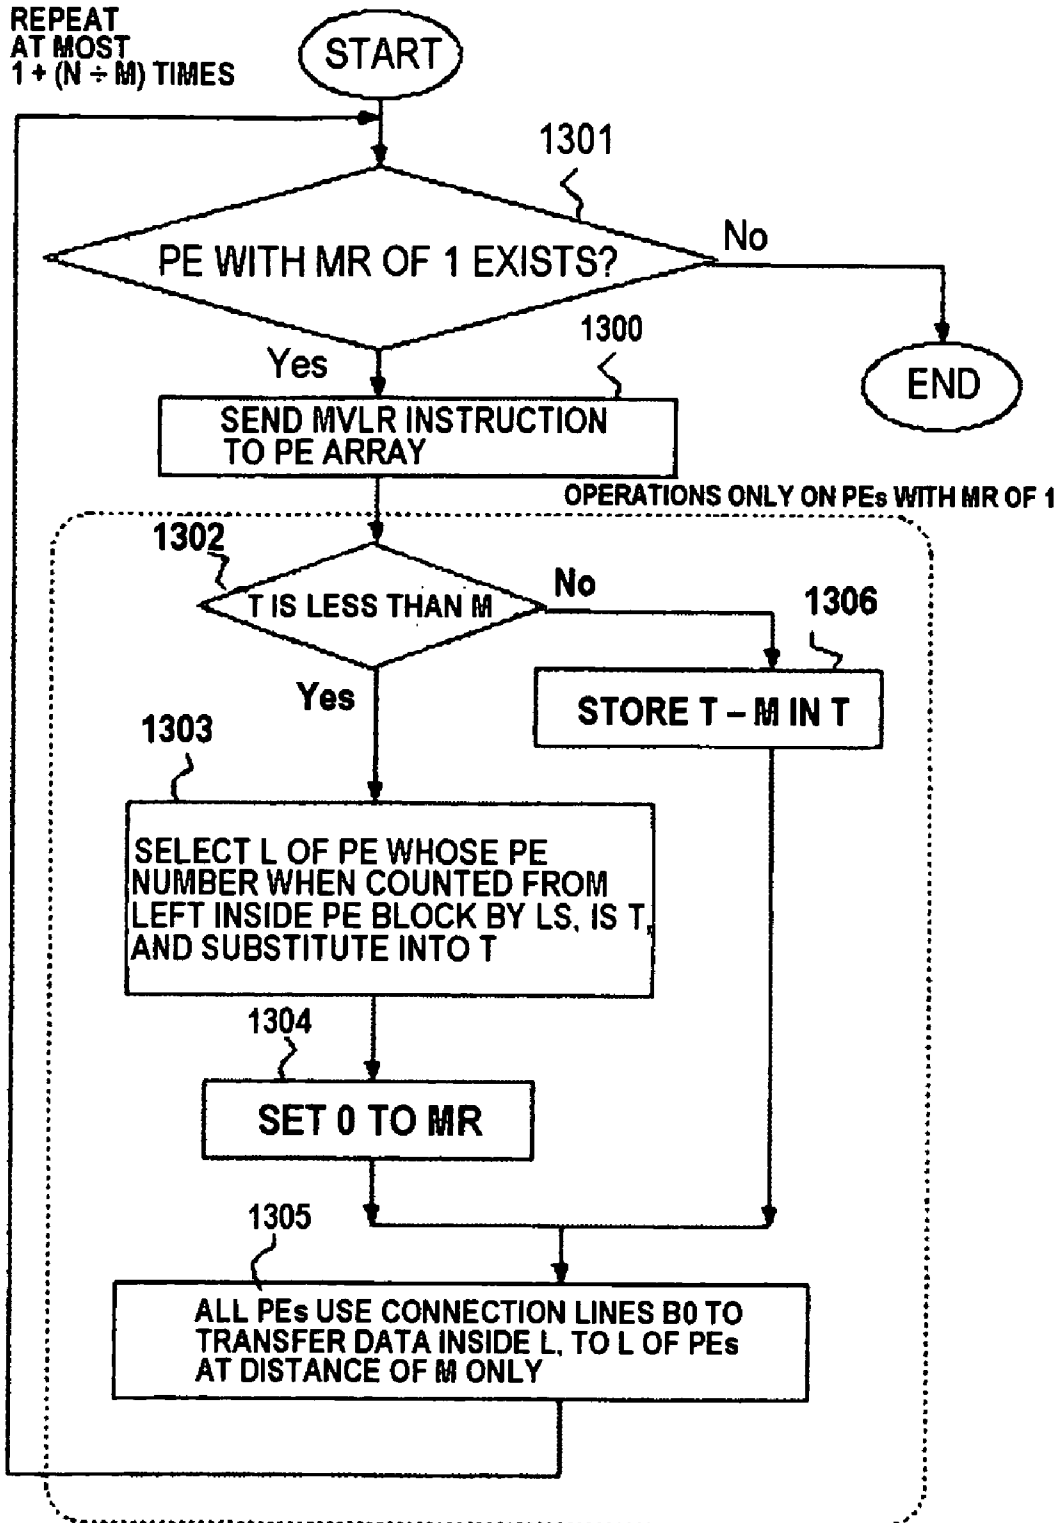 REPEAT
AT MOST
1 + (N ÷ M) TIMES
START
1301
PE WITH MR OF 1 EXISTS?
No
END
Yes
1300
SEND MVLR INSTRUCTION
TO PE ARRAY
OPERATIONS ONLY ON PEs WITH MR OF 1
1302
T IS LESS THAN M
No
1306
STORE T – M IN T
Yes
1303
SELECT L OF PE WHOSE PE
NUMBER WHEN COUNTED FROM
LEFT INSIDE PE BLOCK BY LS, IS T,
AND SUBSTITUTE INTO T
1304
SET 0 TO MR
1305
ALL PEs USE CONNECTION LINES B0 TO
TRANSFER DATA INSIDE L, TO L OF PEs
AT DISTANCE OF M ONLY